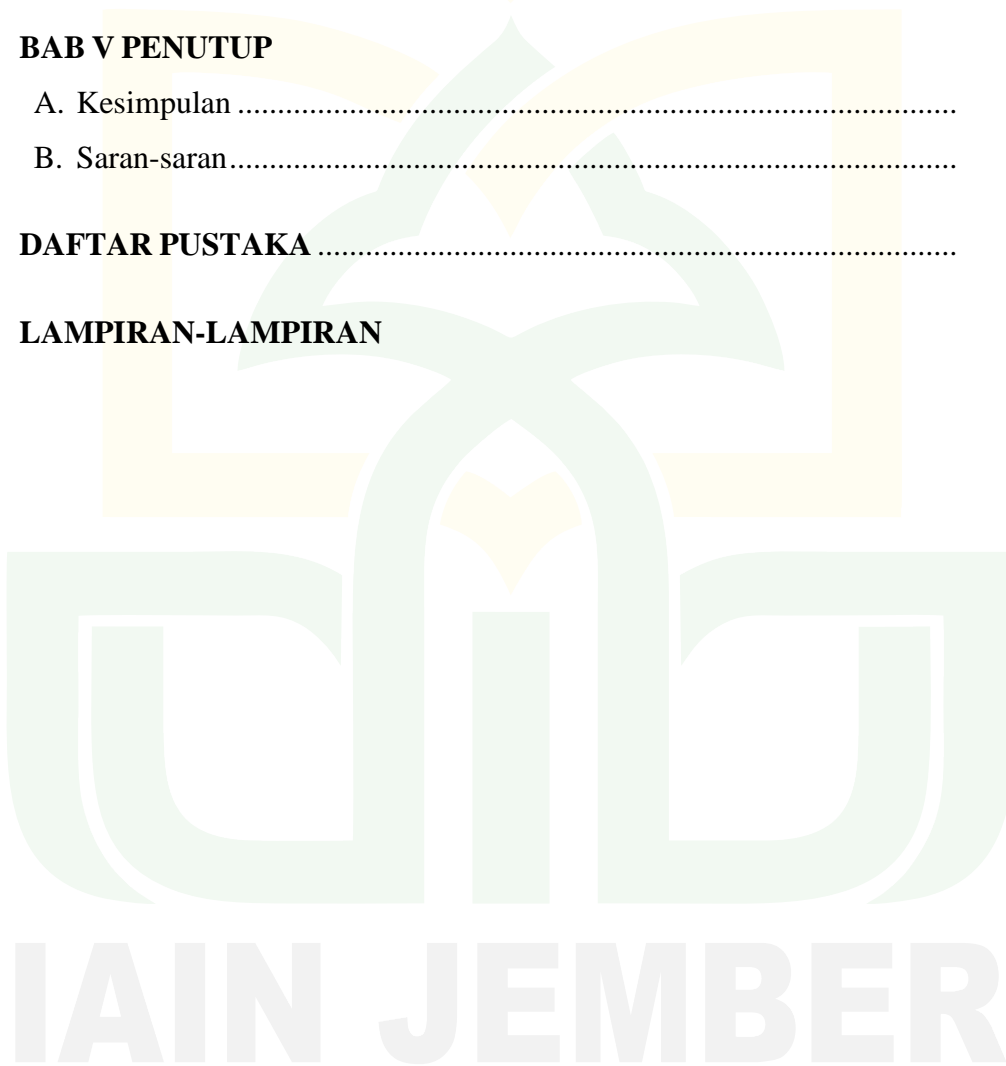 BAB V PENUTUP
A. Kesimpulan ..........................................................................................
B. Saran-saran...........................................................................................
DAFTAR PUSTAKA ................................................................................
LAMPIRAN-LAMPIRAN
IAIN JEMBER